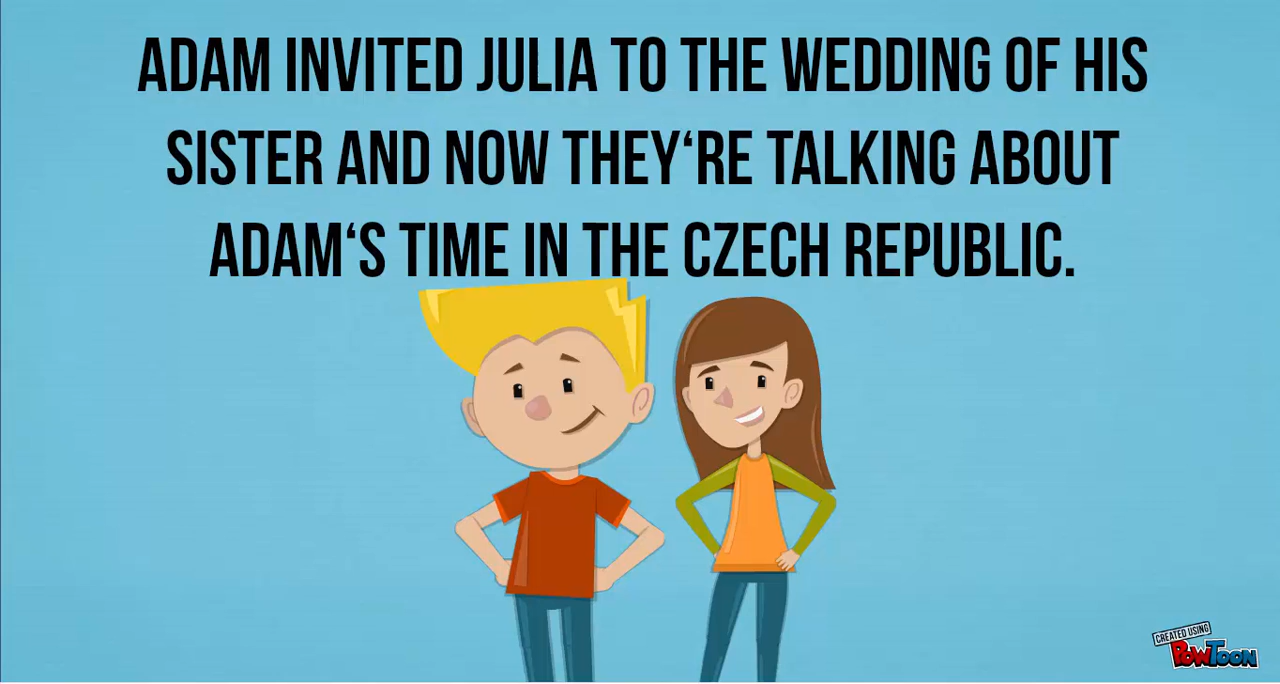 ADAM INVITED JULIA TO THE WEDDING OF HIS
SISTER AND NOW THEY‘RE TALKING ABOUT
ADAM‘S TIME IN THE CZECH REPUBLIC.
CREATED USING
POWTOON